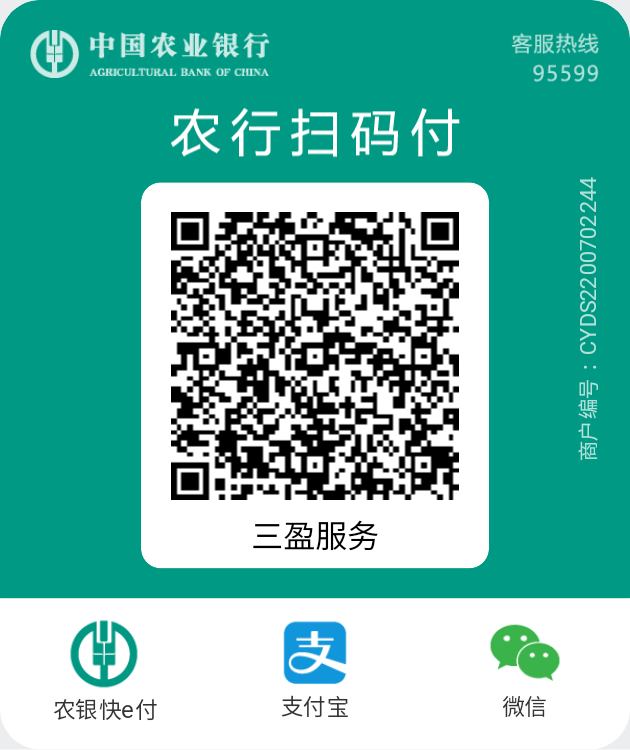 中国农业银行
AGRICULTURAL BANK OF CHINA
客服热线
95599
农行扫码付
商户编号：CYDS2200702244
三盈服务
支
农银快e付
支付宝
微信